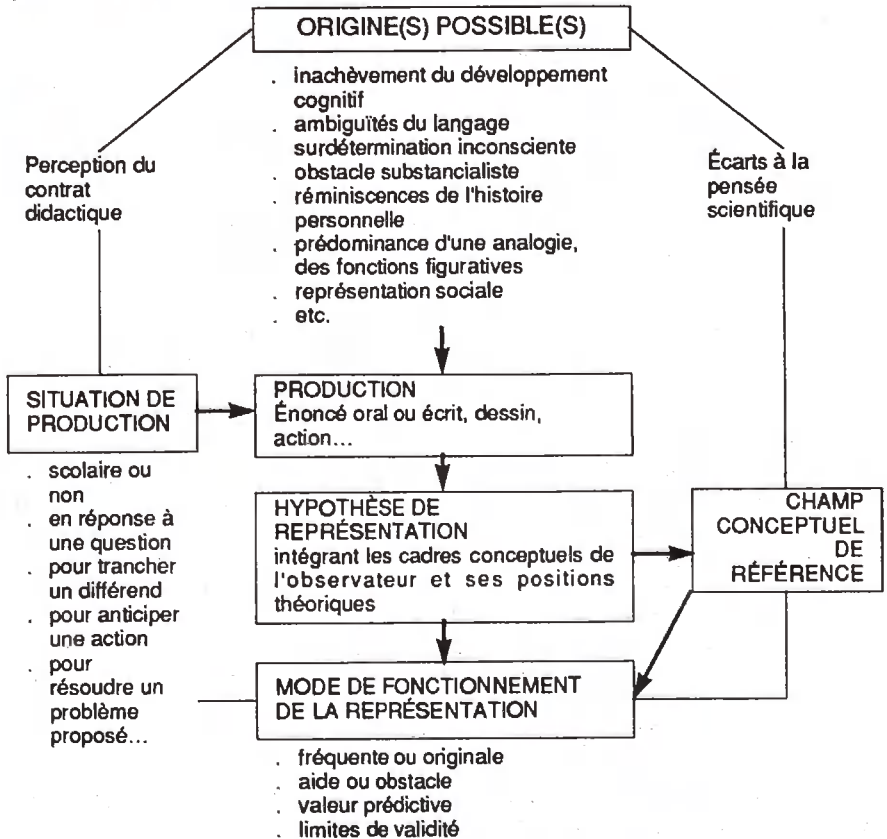 ORIGINE(S) POSSIBLE(S)
. inachèvement du développement
cognitif
. ambiguïtés du langage
surdétermination inconsciente
. obstacle substancialiste
. réminiscences de l'histoire
personnelle
. prédominance d'une analogie,
des fonctions figuratives
. représentation sociale
. etc.
Perception du
contrat
didactique
Écarts à la
pensée
scientifique
SITUATION DE
PRODUCTION
. scolaire ou
non
. en réponse à
une question
. pour trancher
un différend
. pour anticiper
une action
. pour
résoudre un
problème
proposé...
PRODUCTION
Énoncé oral ou écrit, dessin,
action...
HYPOTHÈSE DE
REPRÉSENTATION
intégrant les cadres conceptuels de
l'observateur et ses positions
théoriques
CHAMP
CONCEPTUEL
DE
RÉFÉRENCE
MODE DE FONCTIONNEMENT
DE LA REPRÉSENTATION
. fréquente ou originale
. aide ou obstacle
. valeur prédictive
. limites de validité